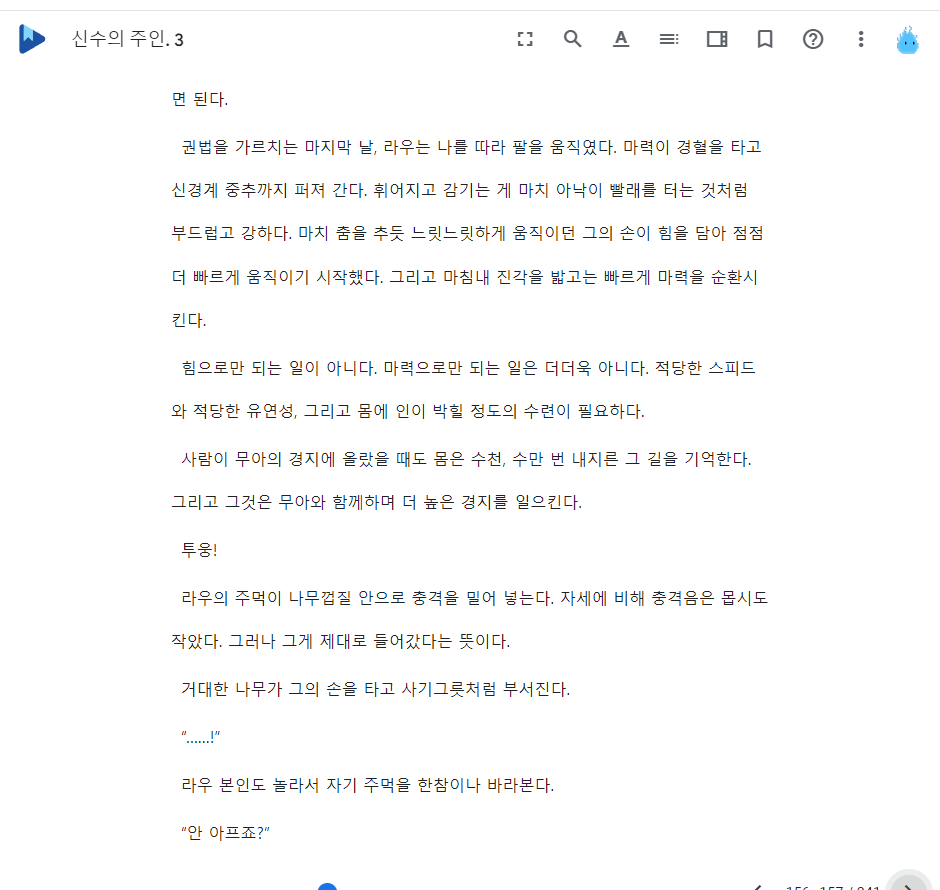 신수의 주인. 3
면 된다.
권법을 가르치는 마지막 날, 라우는 나를 따라 팔을 움직였다. 마력이 경혈을 타고
신경계 중추까지 퍼져 간다. 휘어지고 감기는 게 마치 아낙이 빨래를 터는 것처럼
부드럽고 강하다. 마치 춤을 추듯 느릿느릿하게 움직이던 그의 손이 힘을 담아 점점
더 빠르게 움직이기 시작했다. 그리고 마침내 진각을 밟고는 빠르게 마력을 순환시
킨다.
힘으로만 되는 일이 아니다. 마력으로만 되는 일은 더더욱 아니다. 적당한 스피드
와 적당한 유연성, 그리고 몸에 인이 박힐 정도의 수련이 필요하다.
사람이 무아의 경지에 올랐을 때도 몸은 수천, 수만 번 내지른 그 길을 기억한다.
그리고 그것은 무아와 함께하며 더 높은 경지를 일으킨다.
투웅!
라우의 주먹이 나무껍질 안으로 충격을 밀어 넣는다. 자세에 비해 충격음은 몹시도
작았다. 그러나 그게 제대로 들어갔다는 뜻이다.
거대한 나무가 그의 손을 타고 사기그릇처럼 부서진다.
“……!”
라우 본인도 놀라서 자기 주먹을 한참이나 바라본다.
“안 아프죠?”